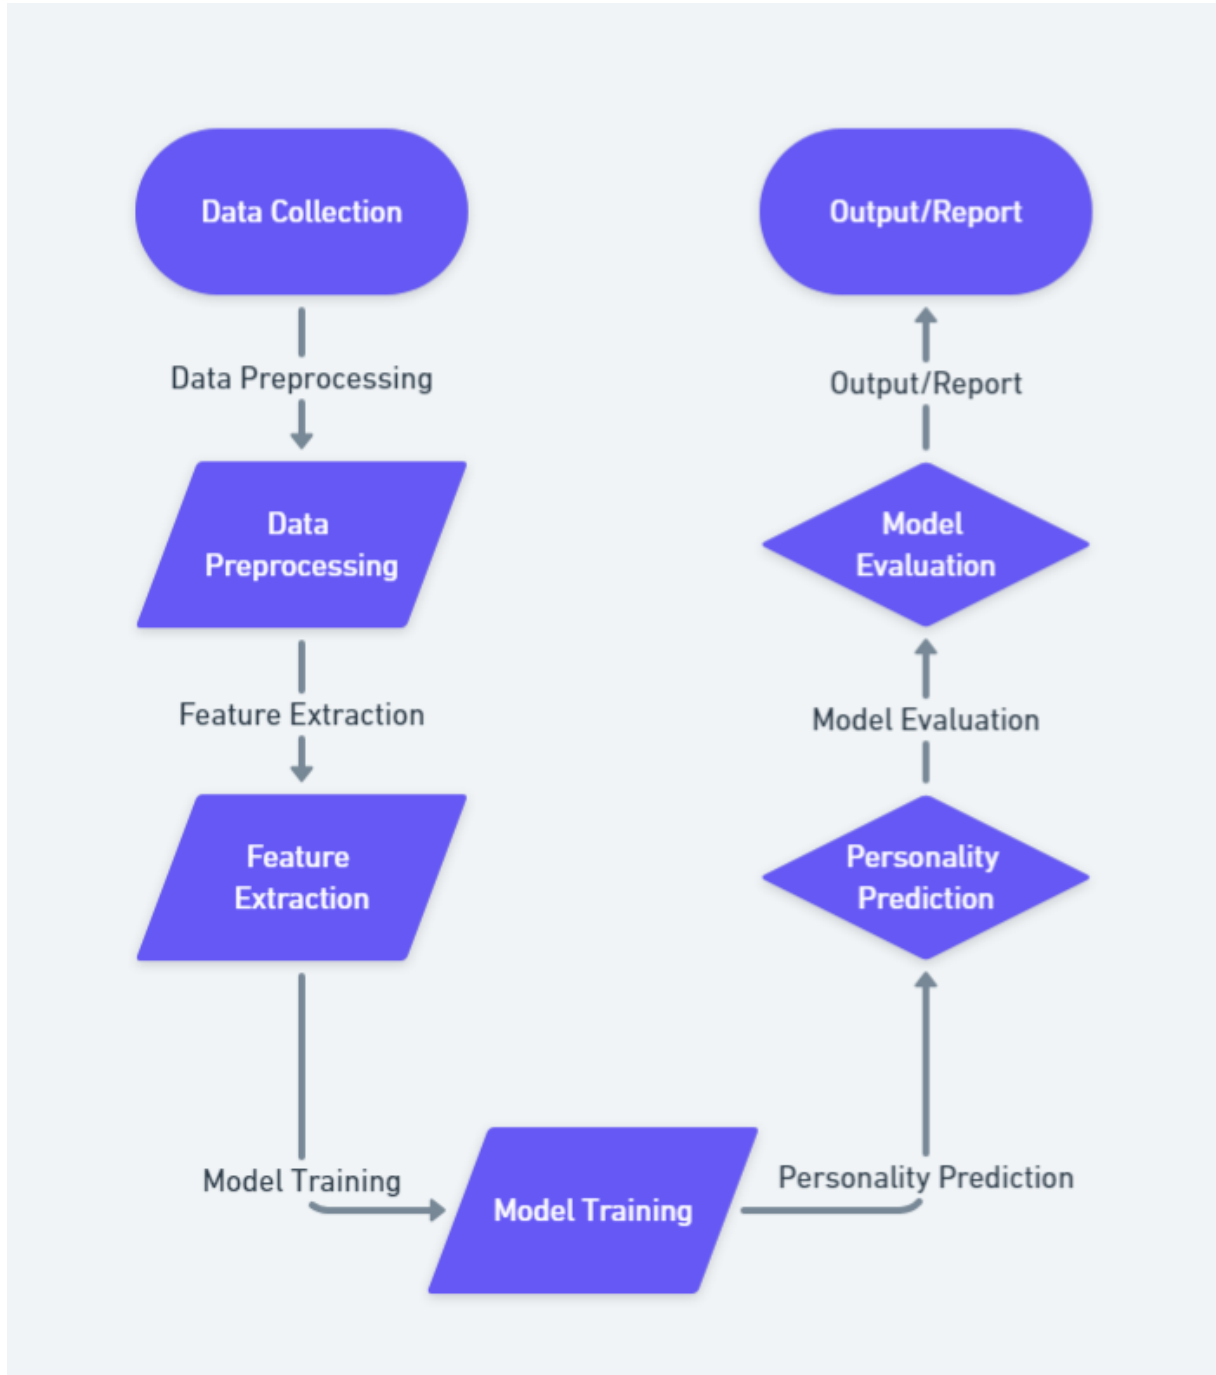 Data Collection
Data Preprocessing
Data
Preprocessing
Feature Extraction
Feature
Extraction
Model Training
Model Training
Personality Prediction
Personality
Prediction
Model Evaluation
Model
Evaluation
Output/Report
Output/Report